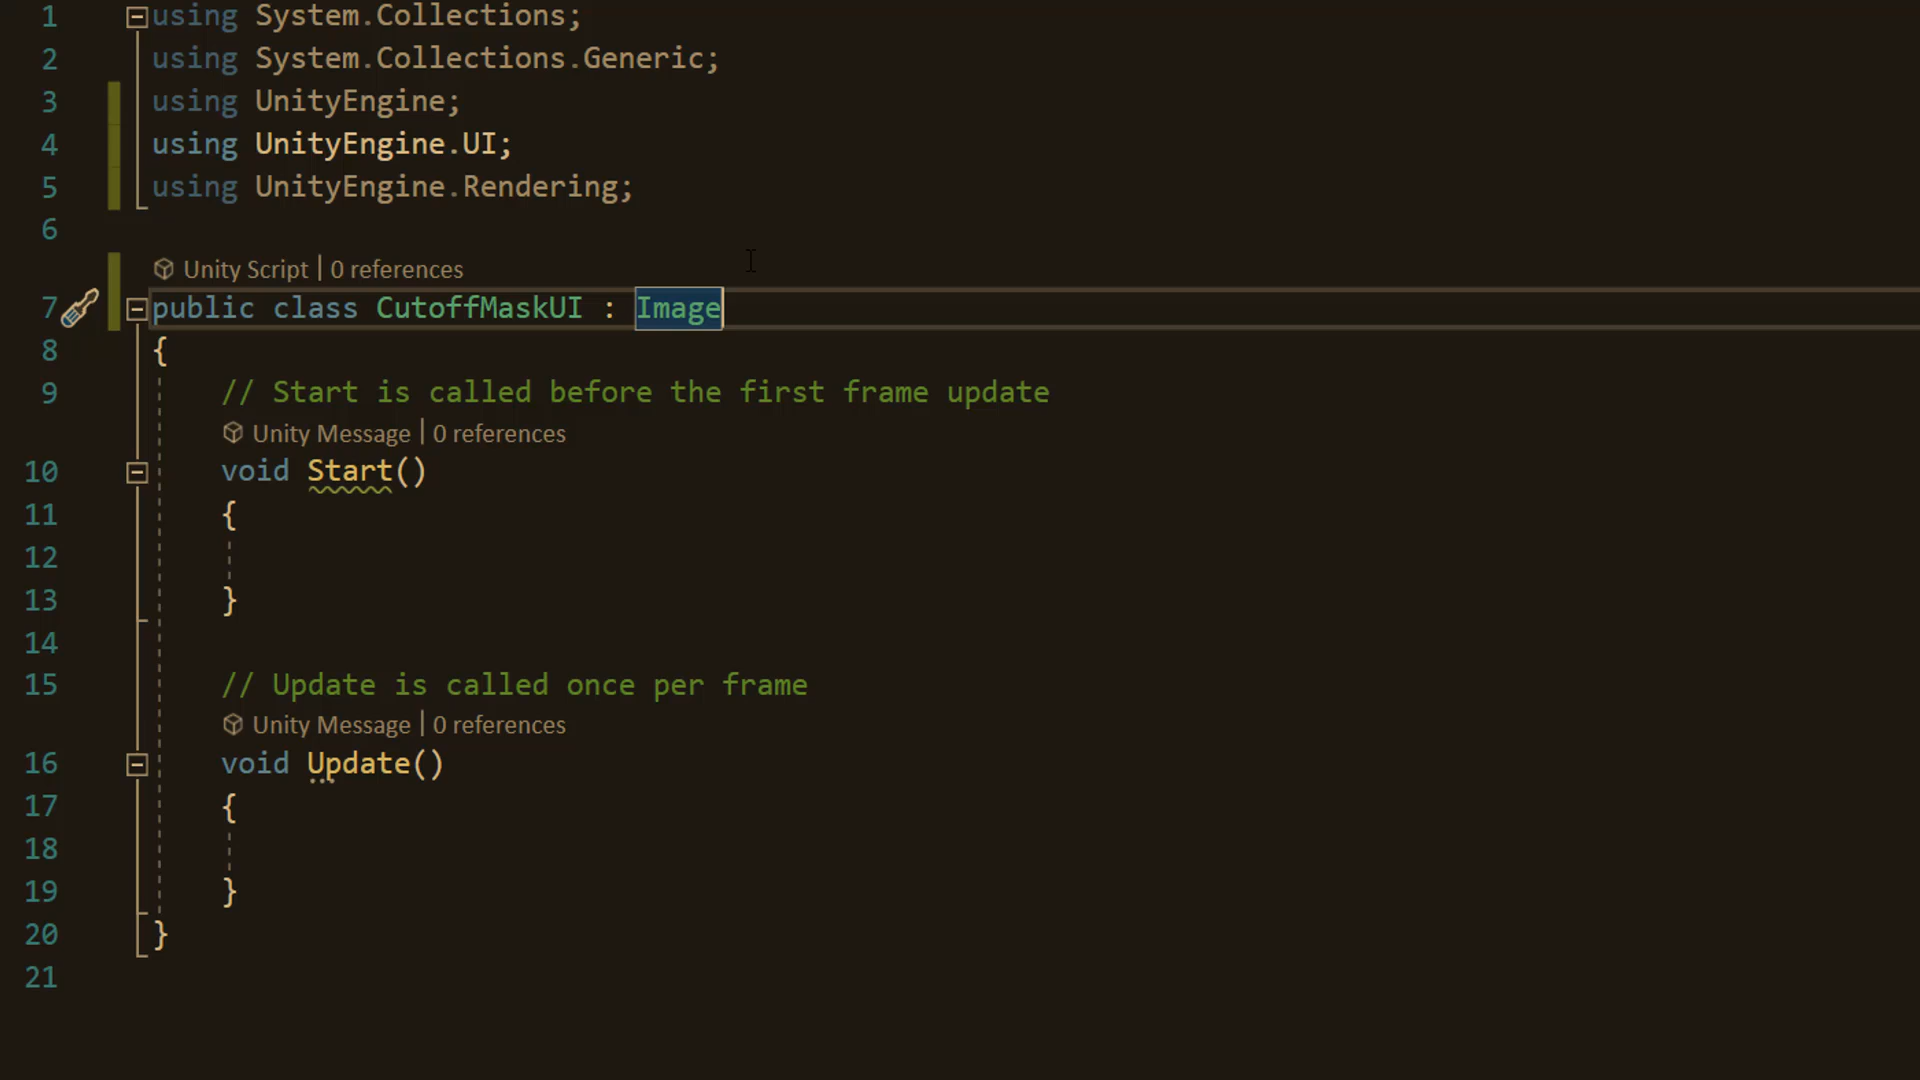 1 using System.Collections;
2 using System.Collections.Generic;
3 using UnityEngine;
4 using UnityEngine.UI;
5 using UnityEngine.Rendering;
6
Unity Script | 0 references
7 public class CutoffMaskUI : Image
8 {
9 // Start is called before the first frame update
Unity Message | 0 references
10 void Start()
11 {
12
13 }
14
15 // Update is called once per frame
Unity Message | 0 references
16 void Update()
17 {
18
19 }
20 }
21